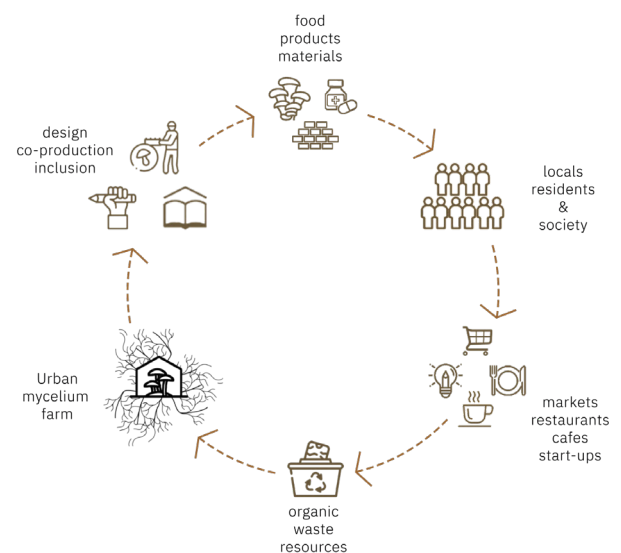 food
products
materials
design
co-production
inclusion
locals
residents
&
society
Urban
mycelium
farm
markets
restaurants
cafes
start-ups
organic
waste
resources